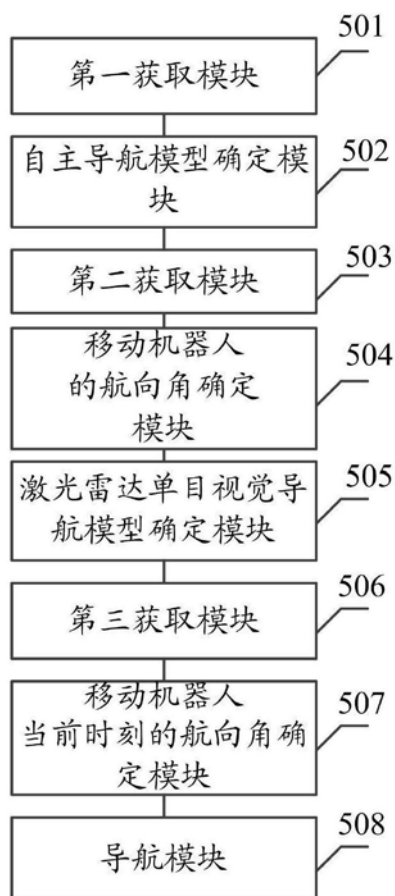 501
第一获取模块
502
自主导航模型确定模
块
503
第二获取模块
504
移动机器人
的航向角确定
模块
505
激光雷达单目视觉导
航模型确定模块
506
第三获取模块
507
移动机器人
当前时刻的航向角确
定模块
508
导航模块